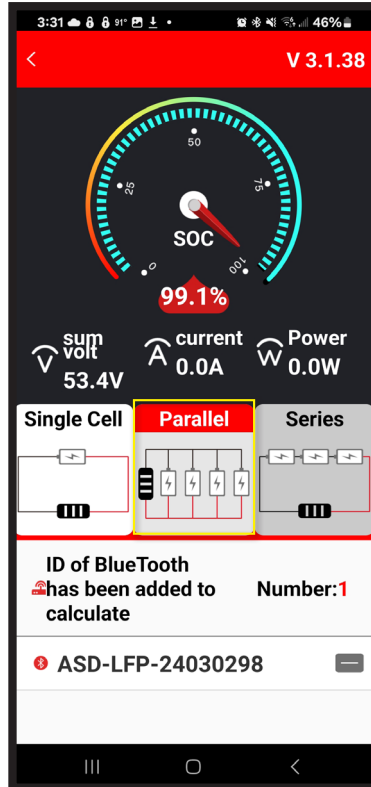 3:31 91° 46%
V 3.1.38
50
25 75
0 100
SOC
99.1%
sum volt
V
53.4V
current
A
0.0A
Power
W
0.0W
Single Cell Parallel Series
ID of BlueTooth
has been added to
calculate
Number:1
ASD-LFP-24030298